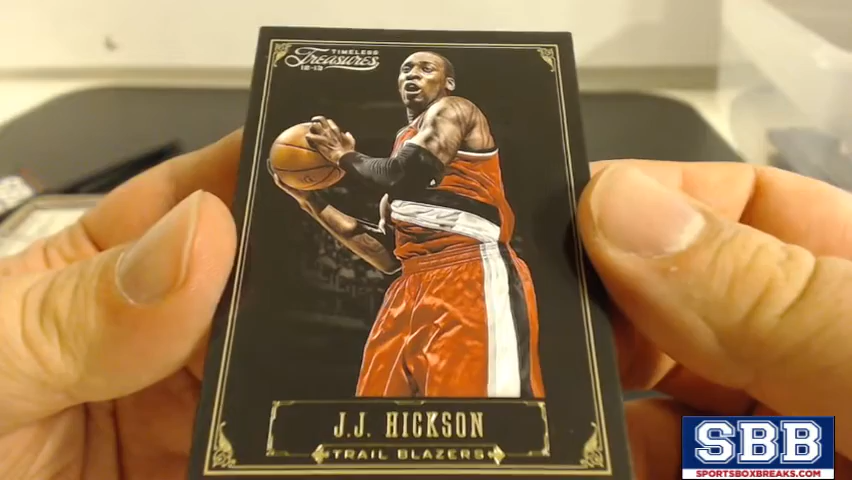 TIMELESS
Treasures
12-13
J.J. HICKSON
TRAIL BLAZERS
SBB
SPORTSBOXBREAKS.COM